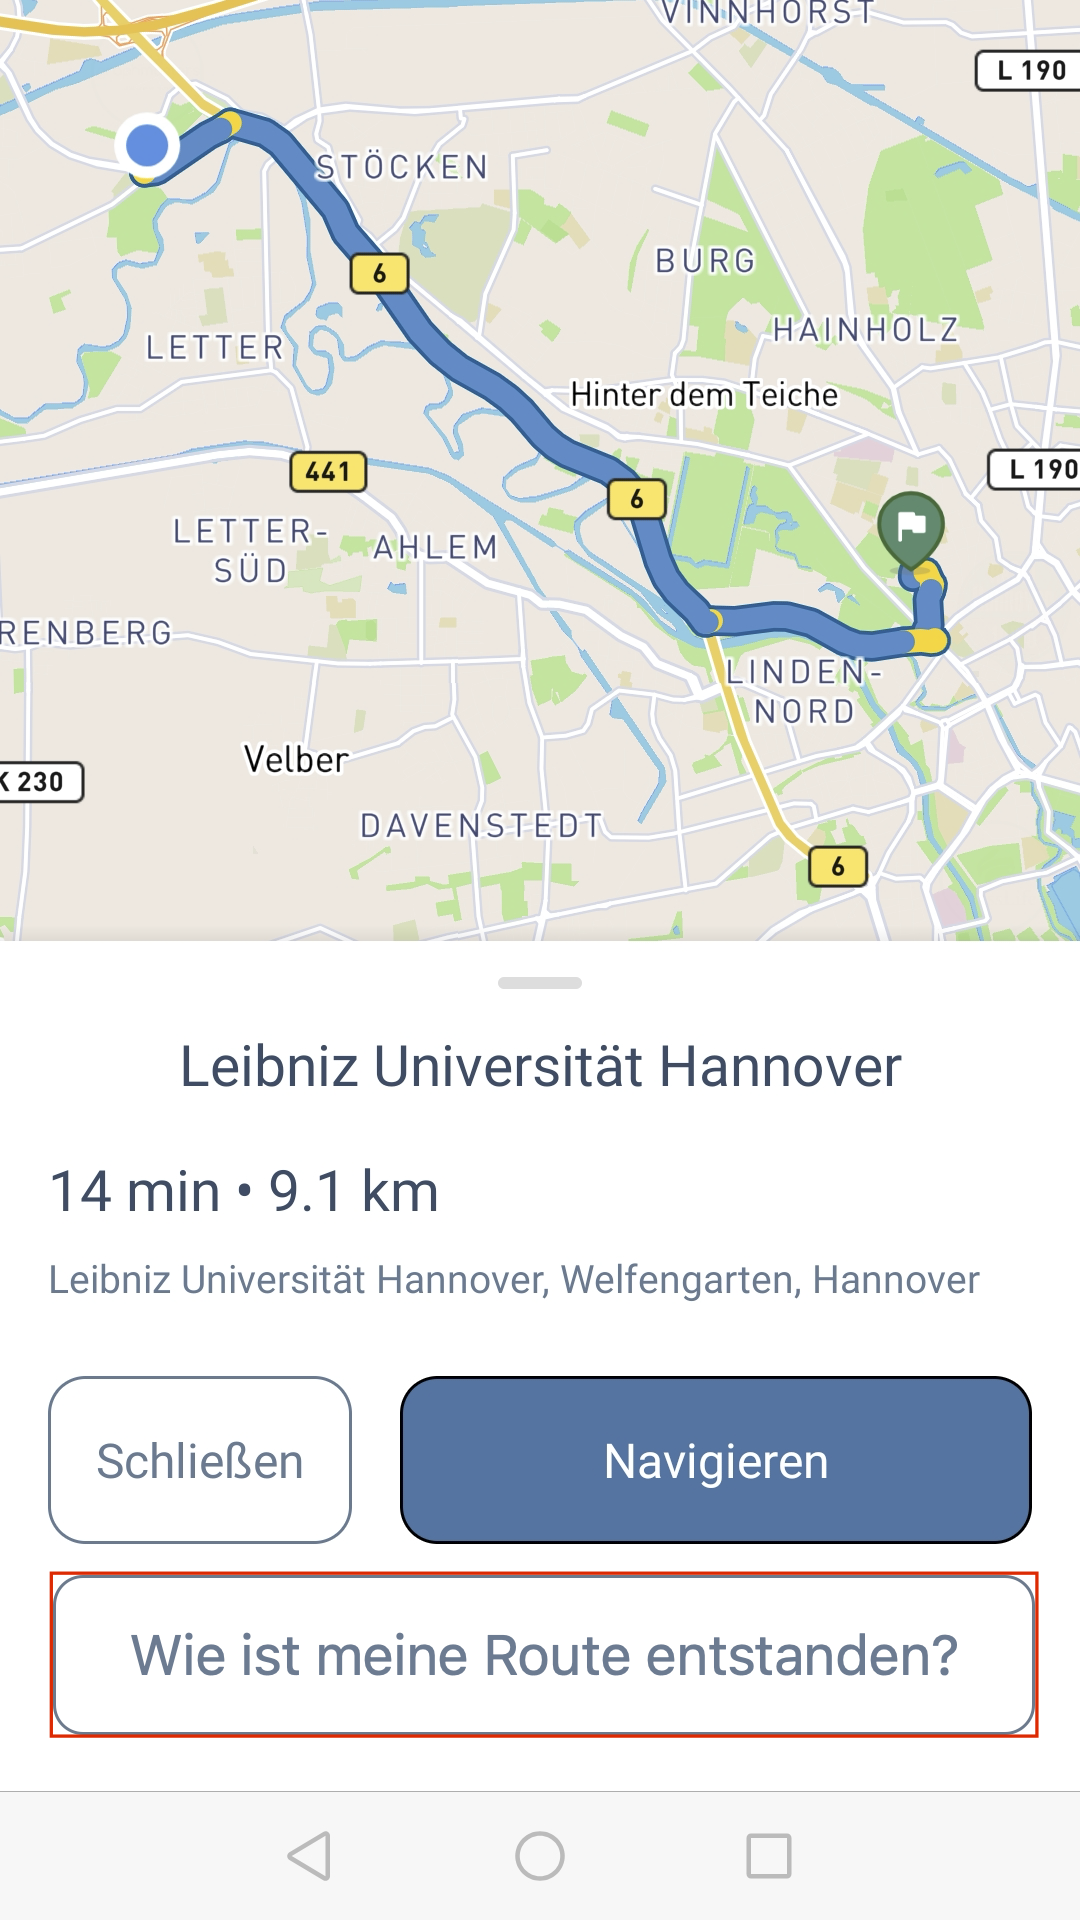 VINNHORST
L 190
STÖCKEN
BURG
6
HAINHOLZ
LETTER
Hinter dem Teiche
441
L 190
6
LETTER-
SÜD
AHLEM
RENBERG
LINDEN-
NORD
Velber
K 230
DAVENSTEDT
6
Leibniz Universität Hannover
14 min • 9.1 km
Leibniz Universität Hannover, Welfengarten, Hannover
Schließen
Navigieren
Wie ist meine Route entstanden?